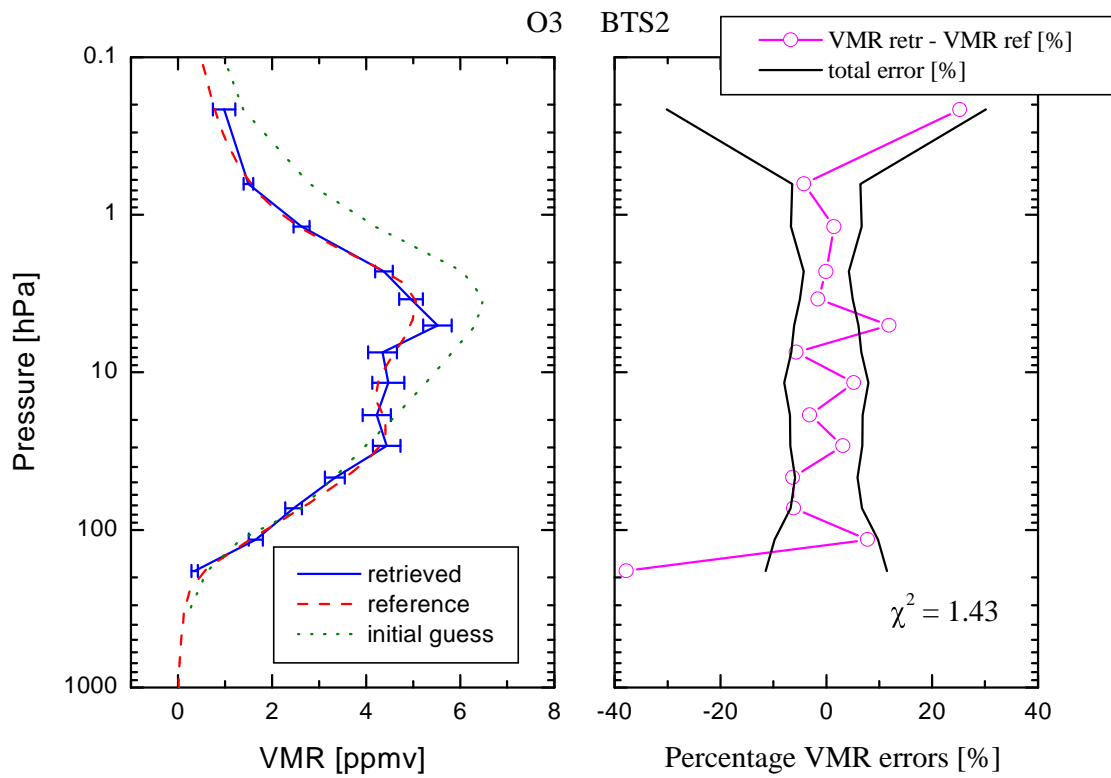 O3 BTS2
VMR retr - VMR ref [%]
total error [%]
0.1
1
10
100
1000
Pressure [hPa]
retrieved
reference
initial guess
0 2 4 6 8
VMR [ppmv]
χ² = 1.43
-40 -20 0 20 40
Percentage VMR errors [%]